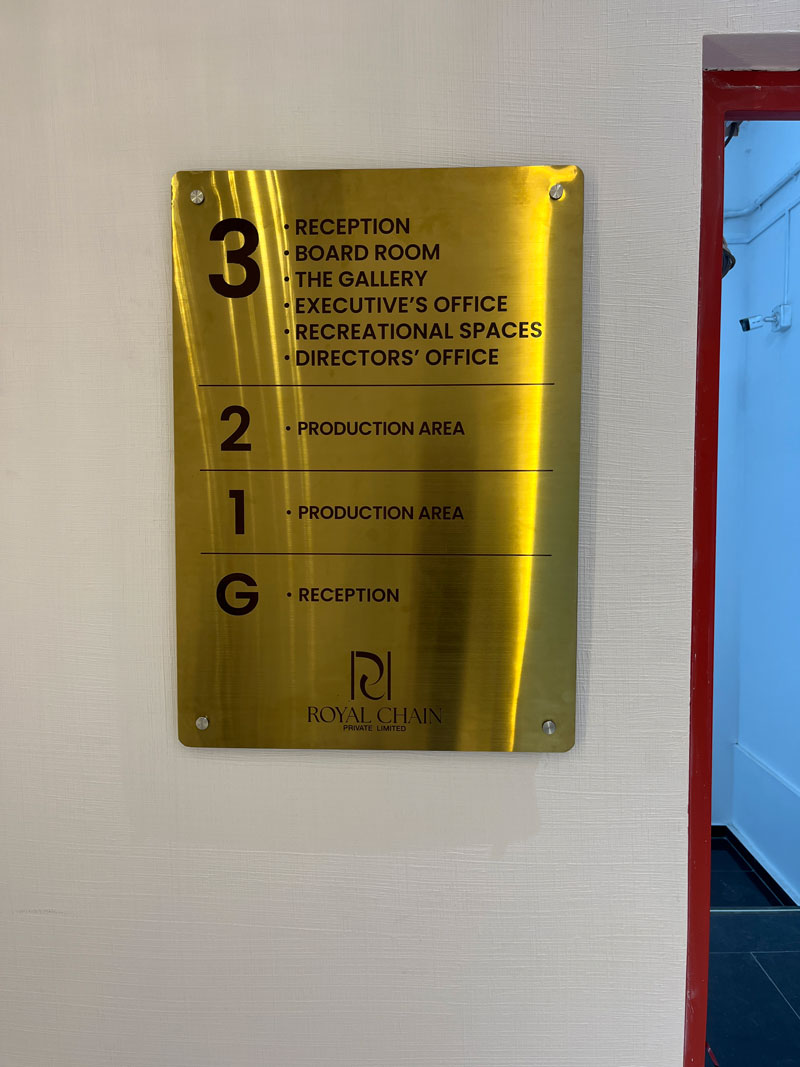 3
• RECEPTION
• BOARD ROOM
• THE GALLERY
• EXECUTIVE'S OFFICE
• RECREATIONAL SPACES
• DIRECTORS' OFFICE
2 • PRODUCTION AREA
1 • PRODUCTION AREA
G • RECEPTION
ROYAL CHAIN
PRIVATE LIMITED